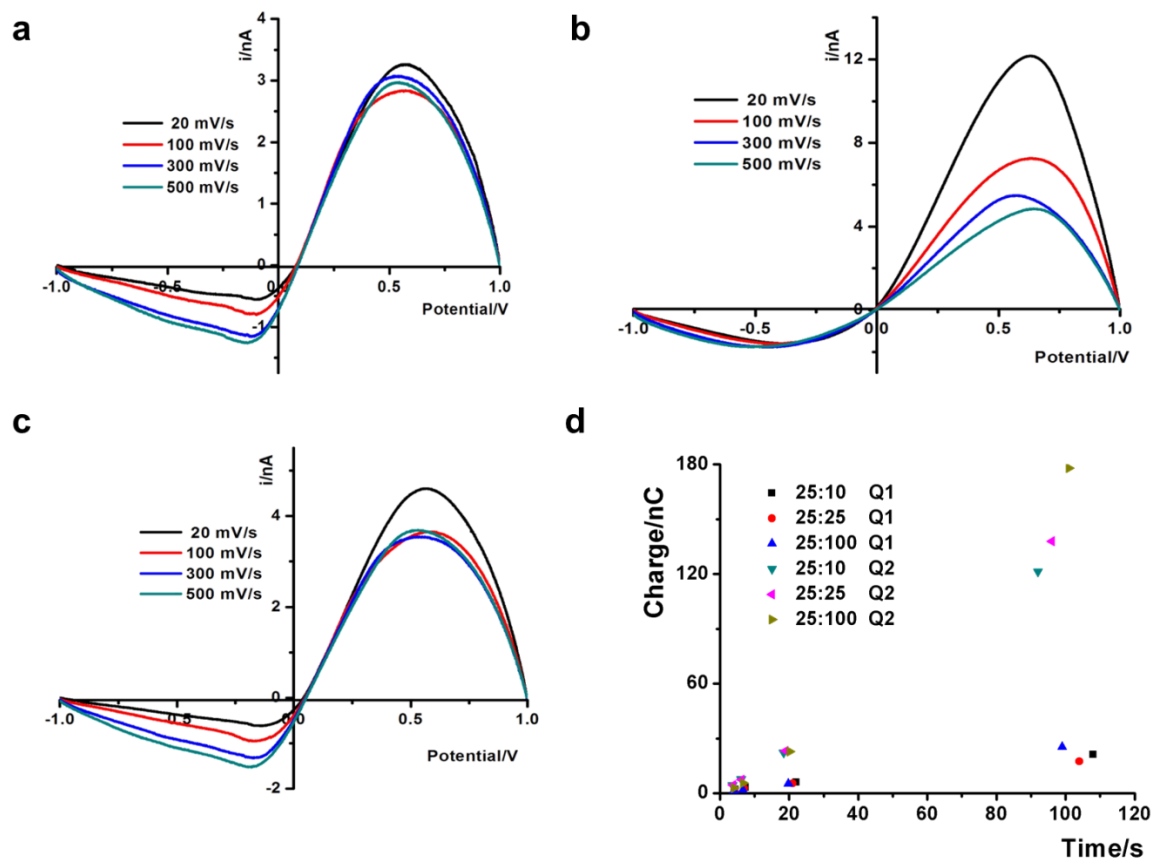 a
i/nA
4
3
2
1
0
-1
-1.0
-0.5
0.0
0.5
1.0
Potential/V
20 mV/s
100 mV/s
300 mV/s
500 mV/s
b
i/nA
12
8
4
0
-1.0
-0.5
0.0
0.5
1.0
Potential/V
20 mV/s
100 mV/s
300 mV/s
500 mV/s
c
i/nA
4
2
0
-2
-1.0
-0.5
0.0
0.5
1.0
Potential/V
20 mV/s
100 mV/s
300 mV/s
500 mV/s
d
Charge/nC
180
120
60
0
25:10 Q1
25:25 Q1
25:100 Q1
25:10 Q2
25:25 Q2
25:100 Q2
0 20 40 60 80 100 120
Time/s